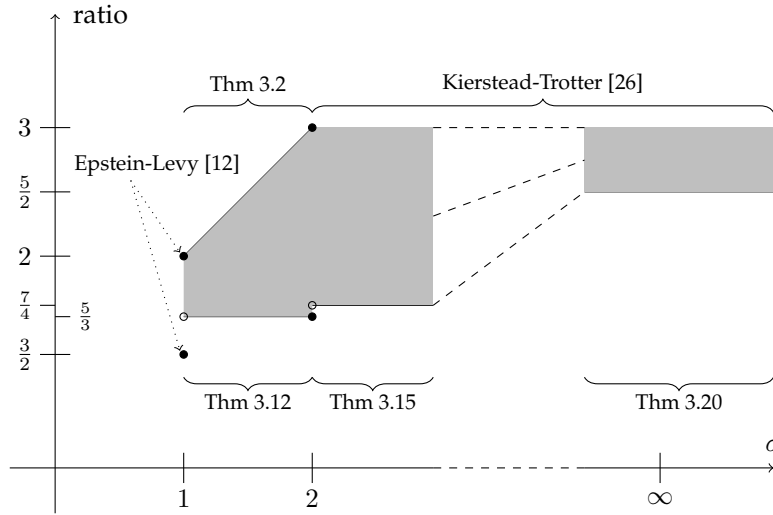 ratio
Thm 3.2
Kierstead-Trotter [26]
3
Epstein-Levy [12]
5/2
2
7/4
5/3
3/2
Thm 3.12
Thm 3.15
Thm 3.20
1
2
∞